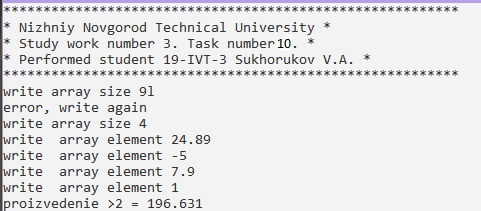 ************************************************************
* Nizhniy Novgorod Technical University *
* Study work number 3. Task number10. *
* Performed student 19-IVT-3 Sukhorukov V.A. *
************************************************************
write array size 9l
error, write again
write array size 4
write  array element 24.89
write  array element -5
write  array element 7.9
write  array element 1
proizvedenie >2 = 196.631